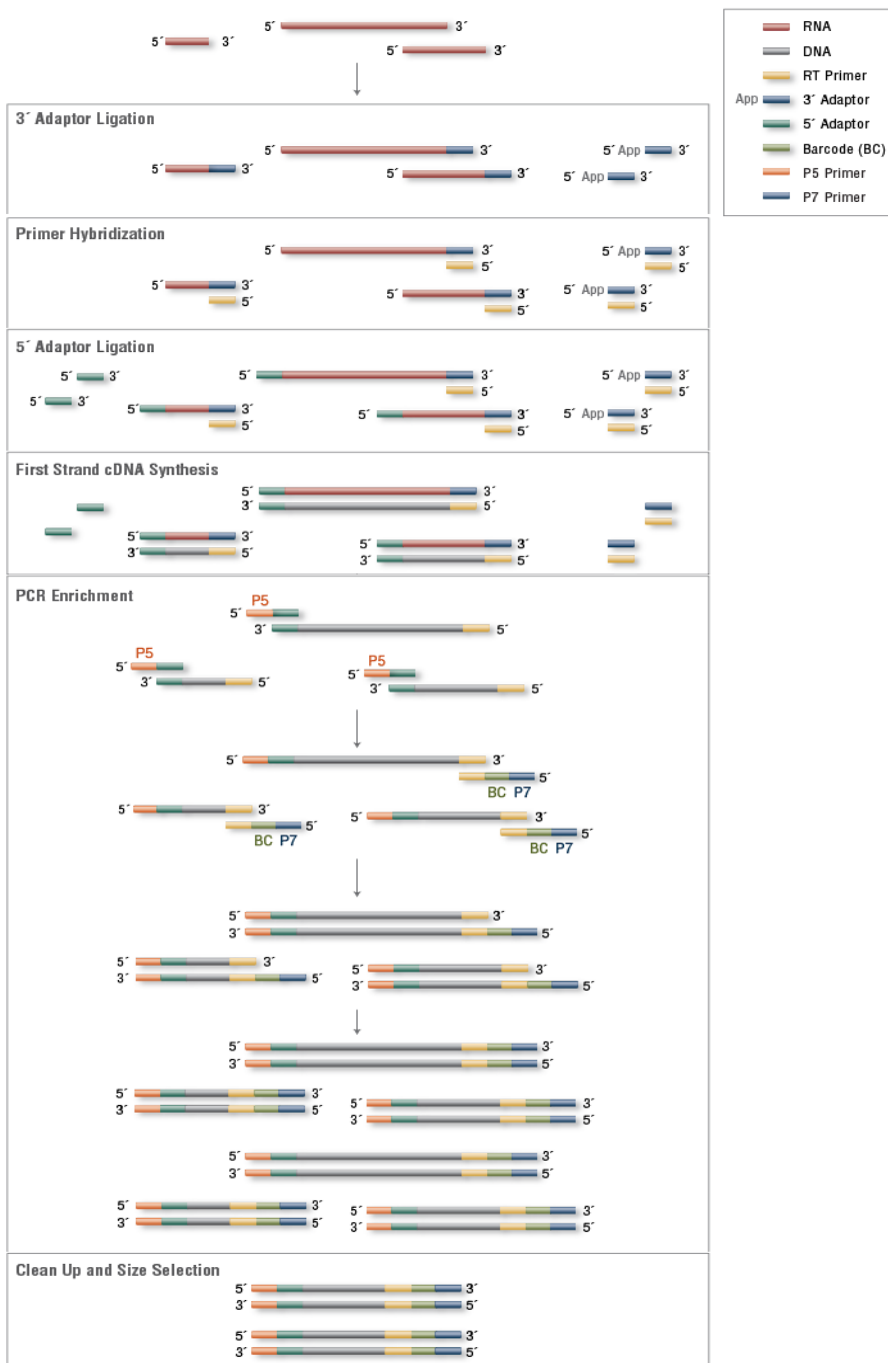 5´ 3´
5´ 3´
5´ 3´
RNA
DNA
RT Primer
App 3´ Adaptor
5´ Adaptor
Barcode (BC)
P5 Primer
P7 Primer
3´ Adaptor Ligation
5´ 3´
5´ App 3´
5´ 3´
5´ 3´
5´ App 3´
Primer Hybridization
5´ 3´
5´
5´ App 3´
5´
5´ 3´
5´
5´ 3´
5´
5´ App 3´
5´
5´ Adaptor Ligation
5´ 3´
5´ 3´
5´ 3´
5´
5´ App 3´
5´
5´ 3´
5´
5´ 3´
5´
5´ App 3´
5´
First Strand cDNA Synthesis
5´ 3´
3´ 5´
5´ 3´
3´ 5´
5´ 3´
3´ 5´
PCR Enrichment
P5
5´
3´ 5´
P5
5´
3´ 5´
P5
5´
3´ 5´
5´ 3´
5´
BC P7
5´ 3´
5´
BC P7
5´ 3´
5´
BC P7
5´ 3´
3´ 5´
5´ 3´
3´ 5´
5´ 3´
3´ 5´
5´ 3´
3´ 5´
5´ 3´
3´ 5´
5´ 3´
3´ 5´
5´ 3´
3´ 5´
5´ 3´
3´ 5´
5´ 3´
3´ 5´
Clean Up and Size Selection
5´ 3´
3´ 5´
5´ 3´
3´ 5´